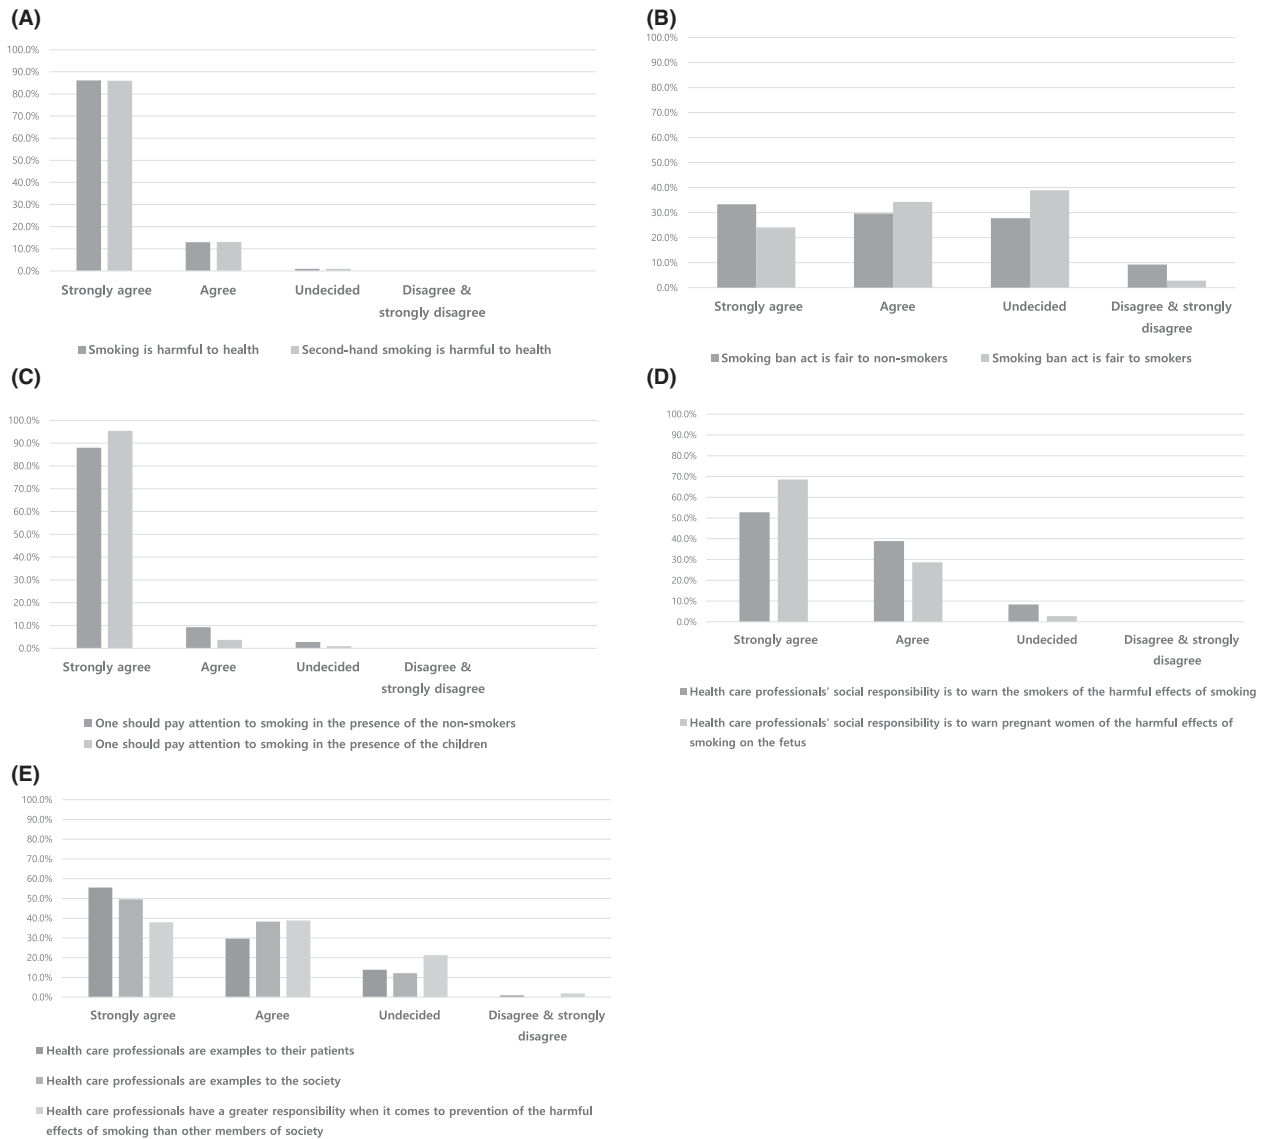 (A)
100.0%
90.0%
80.0%
70.0%
60.0%
50.0%
40.0%
30.0%
20.0%
10.0%
0.0%
Strongly agree Agree Undecided Disagree &
strongly disagree
Smoking is harmful to health Second-hand smoking is harmful to health
(B)
100.0%
90.0%
80.0%
70.0%
60.0%
50.0%
40.0%
30.0%
20.0%
10.0%
0.0%
Strongly agree Agree Undecided Disagree & strongly
disagree
Smoking ban act is fair to non-smokers Smoking ban act is fair to smokers
(C)
100.0%
90.0%
80.0%
70.0%
60.0%
50.0%
40.0%
30.0%
20.0%
10.0%
0.0%
Strongly agree Agree Undecided Disagree &
strongly disagree
One should pay attention to smoking in the presence of the non-smokers
One should pay attention to smoking in the presence of the children
(D)
100.0%
90.0%
80.0%
70.0%
60.0%
50.0%
40.0%
30.0%
20.0%
10.0%
0.0%
Strongly agree Agree Undecided Disagree & strongly
disagree
Health care professionals' social responsibility is to warn the smokers of the harmful effects of smoking
Health care professionals' social responsibility is to warn pregnant women of the harmful effects of
smoking on the fetus
(E)
100.0%
90.0%
80.0%
70.0%
60.0%
50.0%
40.0%
30.0%
20.0%
10.0%
0.0%
Strongly agree Agree Undecided Disagree & strongly
disagree
Health care professionals are examples to their patients
Health care professionals are examples to the society
Health care professionals have a greater responsibility when it comes to prevention of the harmful
effects of smoking than other members of society